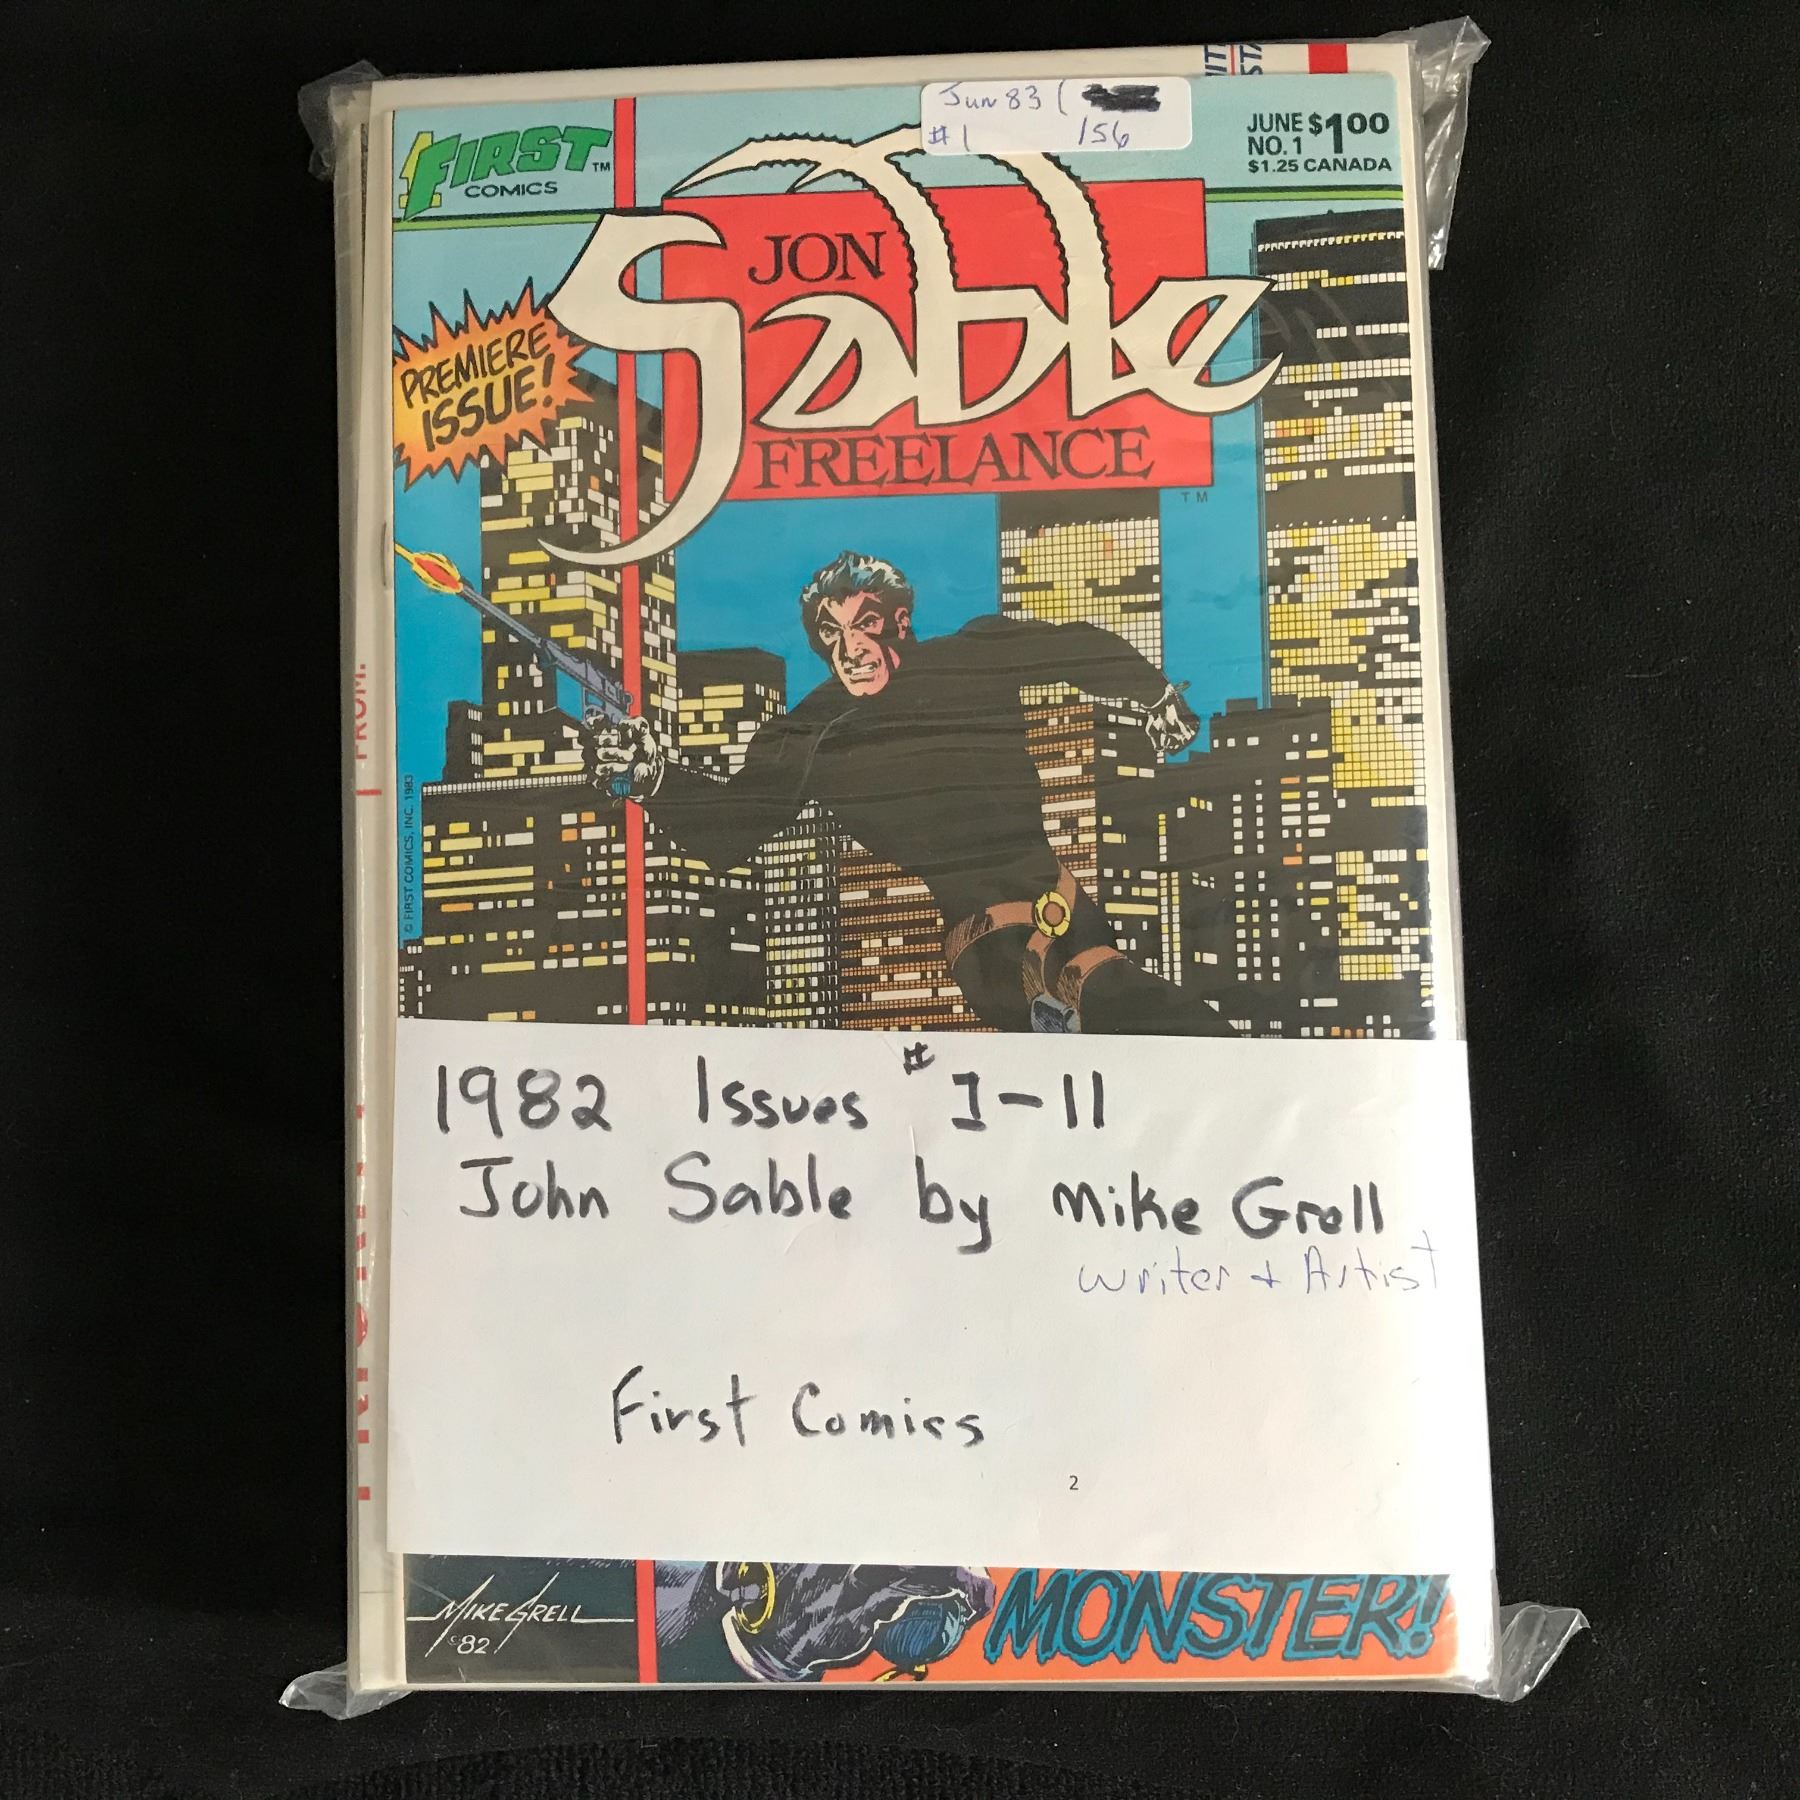 Jun 83 (
#1 156
FIRST TM
COMICS
JUNE $1.00
NO. 1
$1.25 CANADA
JON
Sable
FREELANCE
TM
PREMIERE
ISSUE!
© FIRST COMICS, INC. 1983
FROM:
1982 Issues #1-11
John Sable by Mike Grell
Writer + Artist
First Comics
2
MIKE GRELL
©82
MONSTER!